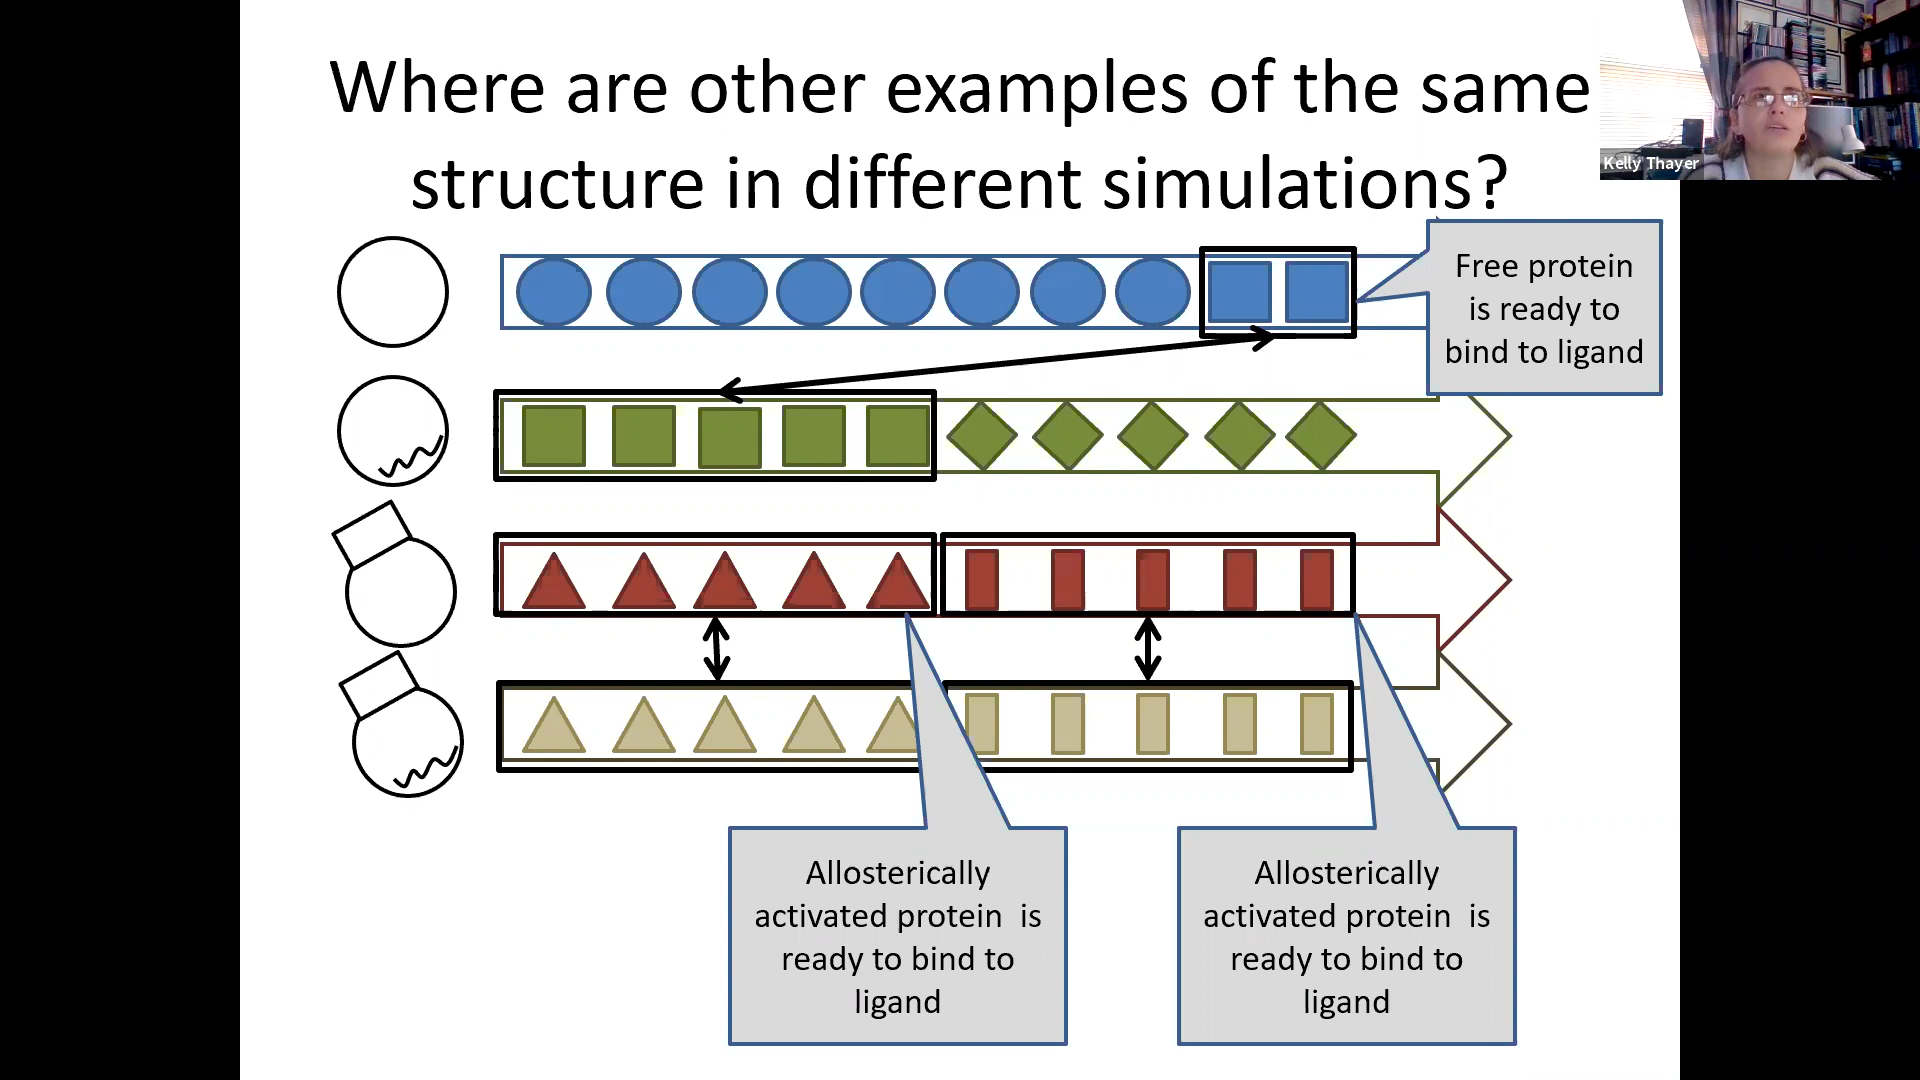 Where are other examples of the same
structure in different simulations?
Kelly Thayer
Free protein
is ready to
bind to ligand
Allosterically
activated protein  is
ready to bind to
ligand
Allosterically
activated protein  is
ready to bind to
ligand